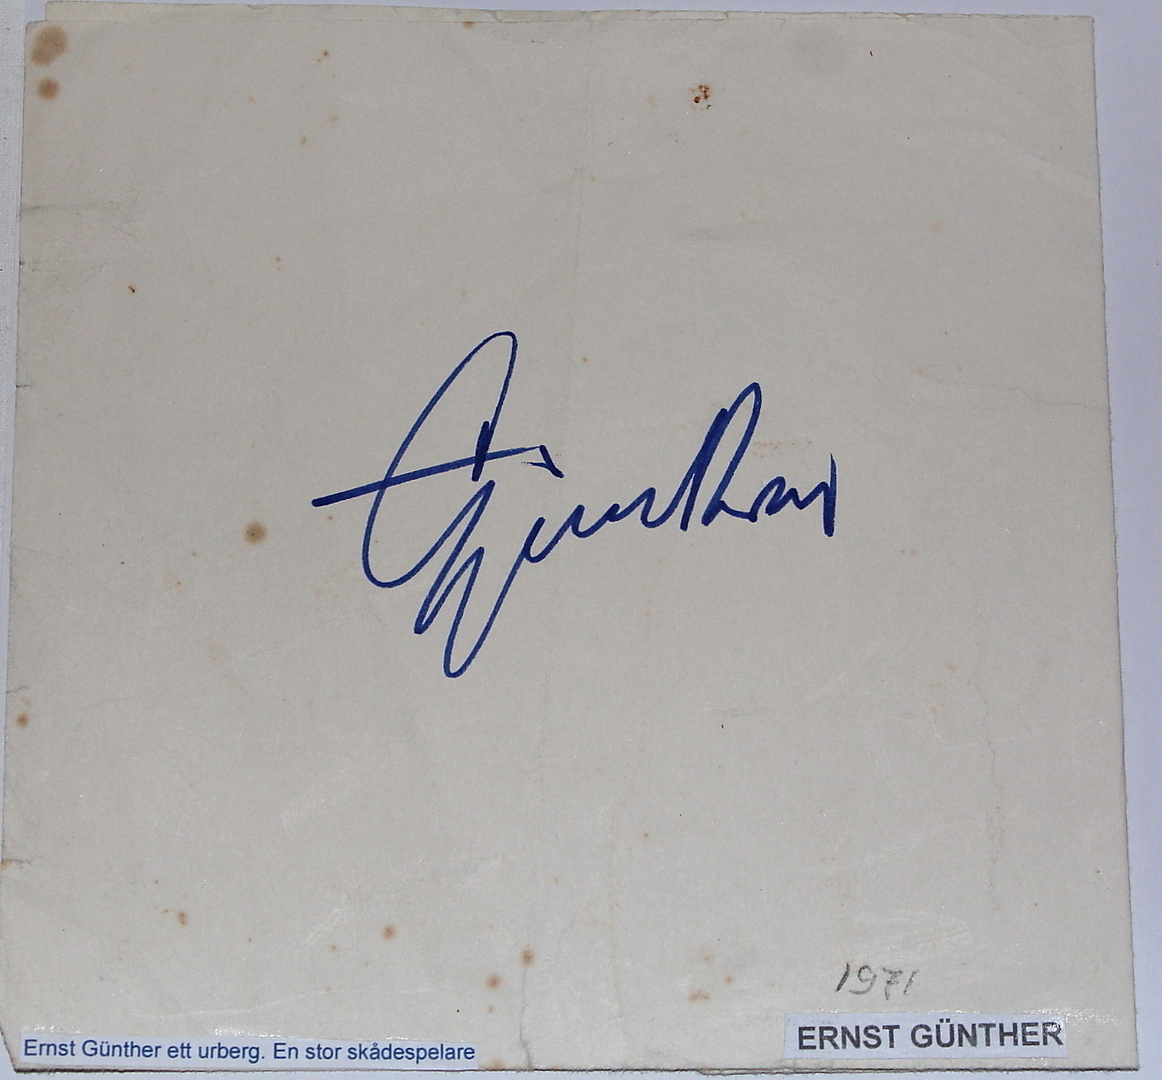 Günther
1971
ERNST GÜNTHER
Ernst Günther ett urberg. En stor skådespelare